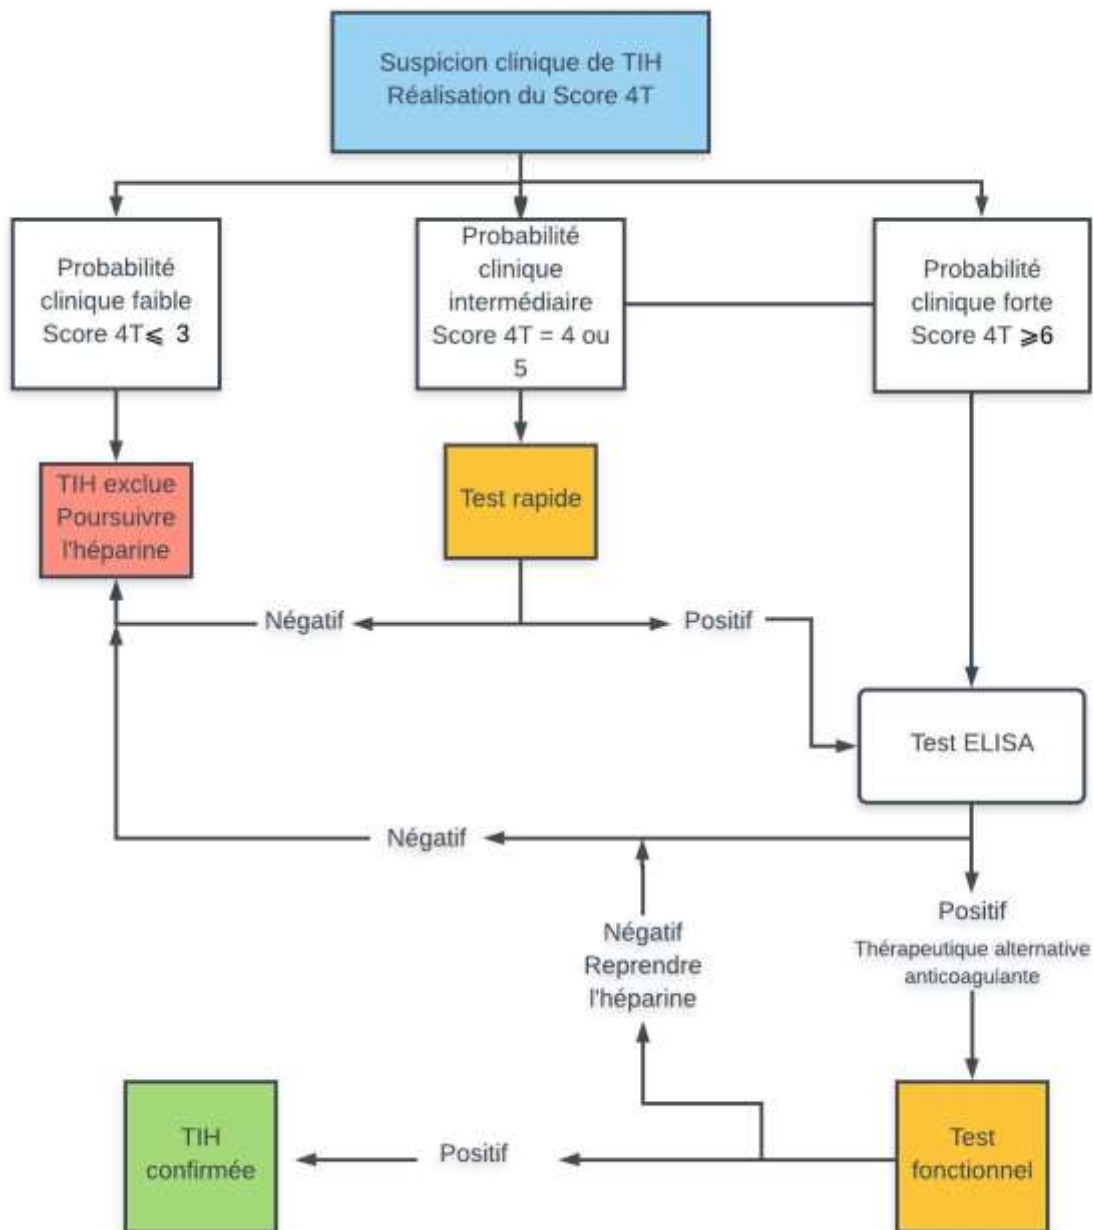 Suspicion clinique de TIH
Réalisation du Score 4T
Probabilité
clinique faible
Score 4T⩽ 3
Probabilité
clinique
intermédiaire
Score 4T = 4 ou
5
Probabilité
clinique forte
Score 4T ⩾6
TIH exclue
Poursuivre
l'héparine
Test rapide
Négatif
Positif
Test ELISA
Négatif
Positif
Thérapeutique alternative
anticoagulante
Négatif
Reprendre
l'héparine
TIH
confirmée
Positif
Test
fonctionnel